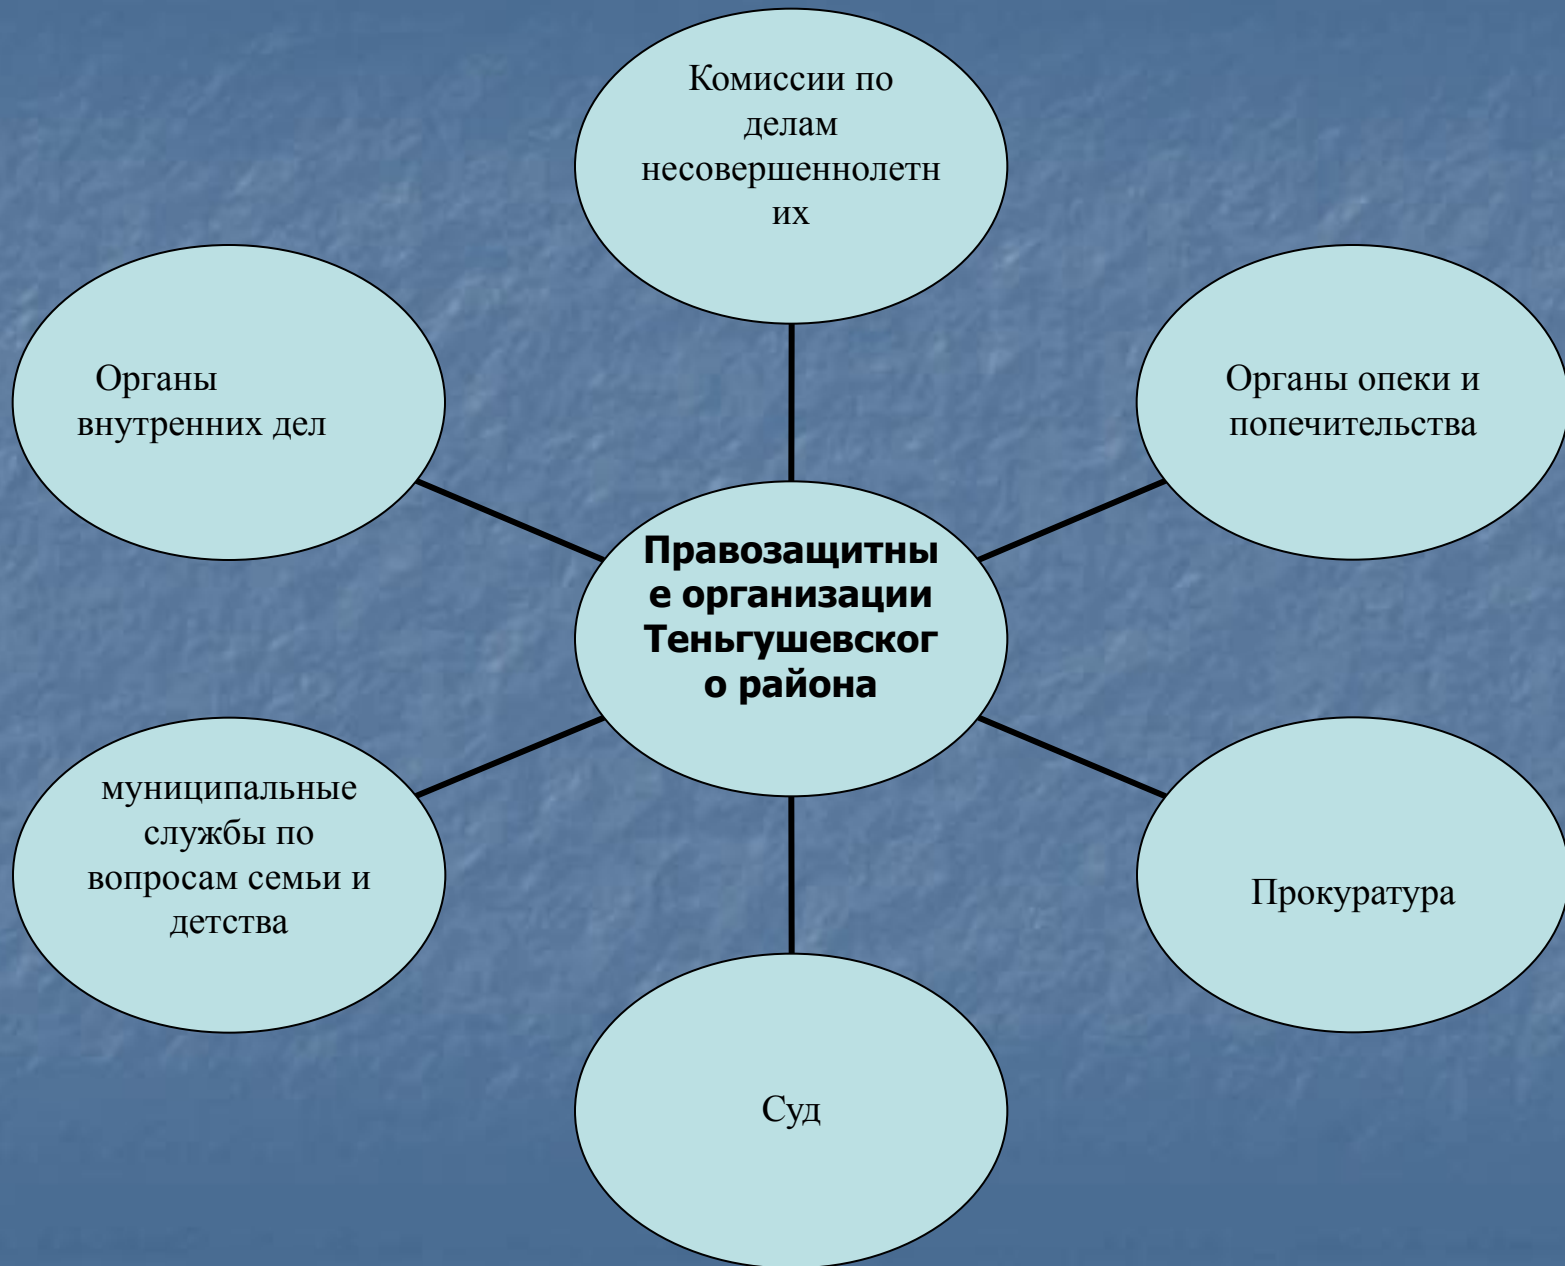 Комиссии по
делам
несовершеннолетн
их
Органы
внутренних дел
Органы опеки и
попечительства
Правозащитны
е организации
Теньгушевског
о района
муниципальные
службы по
вопросам семьи и
детства
Прокуратура
Суд